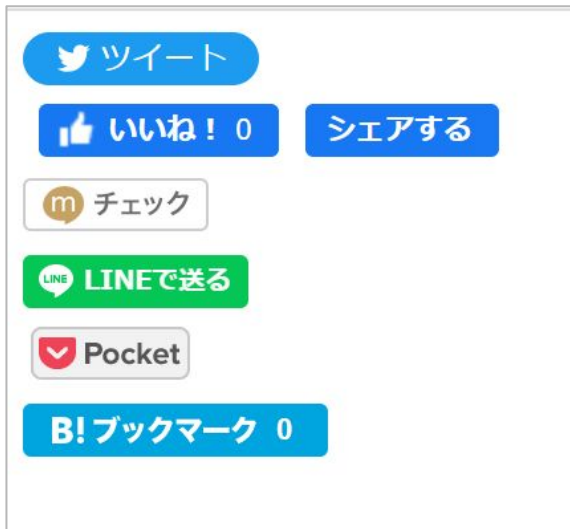 ツイート
いいね！ 0 シェアする
m チェック
LINE LINEで送る
Pocket
B! ブックマーク 0